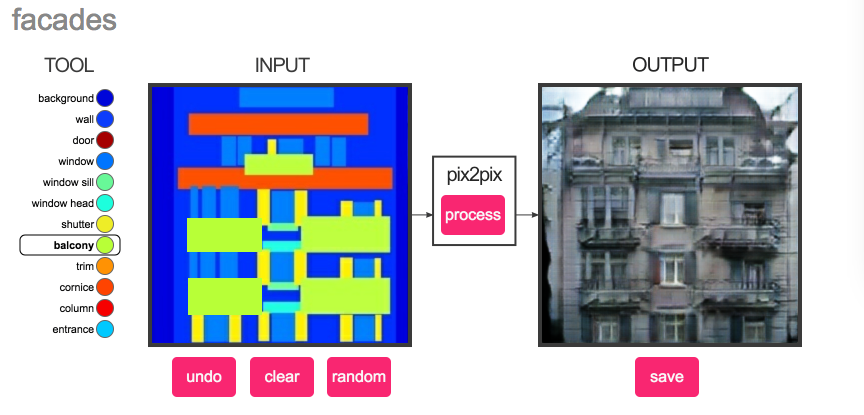 facades
TOOL
INPUT
OUTPUT
background
wall
door
window
window sill
window head
shutter
balcony
trim
cornice
column
entrance
pix2pix
process
undo
clear
random
save